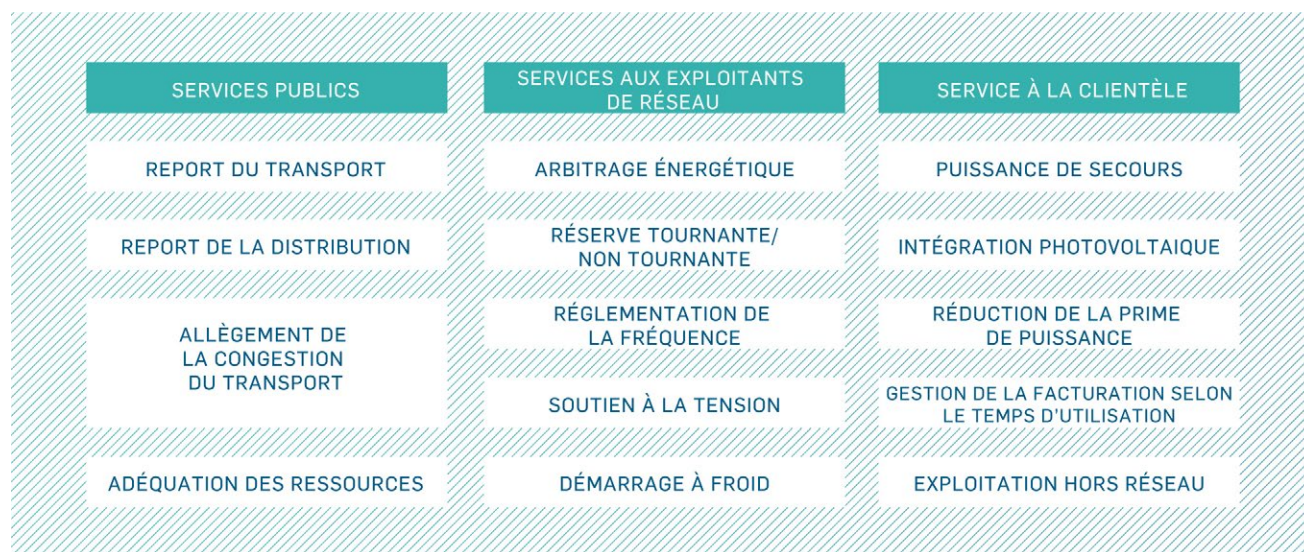 SERVICES PUBLICS
REPORT DU TRANSPORT
REPORT DE LA DISTRIBUTION
ALLÈGEMENT DE
LA CONGESTION
DU TRANSPORT
ADÉQUATION DES RESSOURCES
SERVICES AUX EXPLOITANTS
DE RÉSEAU
ARBITRAGE ÉNERGÉTIQUE
RÉSERVE TOURNANTE/
NON TOURNANTE
RÉGLEMENTATION DE
LA FRÉQUENCE
SOUTIEN À LA TENSION
DÉMARRAGE À FROID
SERVICE À LA CLIENTÈLE
PUISSANCE DE SECOURS
INTÉGRATION PHOTOVOLTAIQUE
RÉDUCTION DE LA PRIME
DE PUISSANCE
GESTION DE LA FACTURATION SELON
LE TEMPS D'UTILISATION
EXPLOITATION HORS RÉSEAU